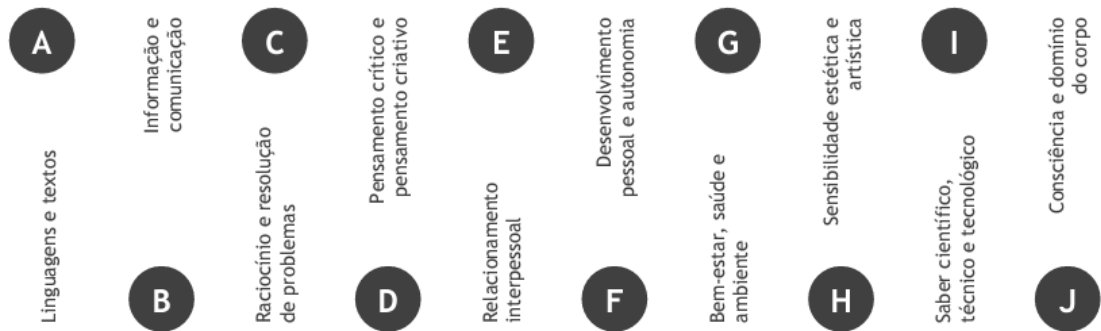 A
Linguagens e textos
Informação e
comunicação
B
C
Raciocínio e resolução
de problemas
Pensamento crítico e
pensamento criativo
D
E
Relacionamento
interpessoal
Desenvolvimento
pessoal e autonomia
F
G
Bem-estar, saúde e
ambiente
Sensibilidade estética e
artística
H
I
Saber científico,
técnico e tecnológico
Consciência e domínio
do corpo
J